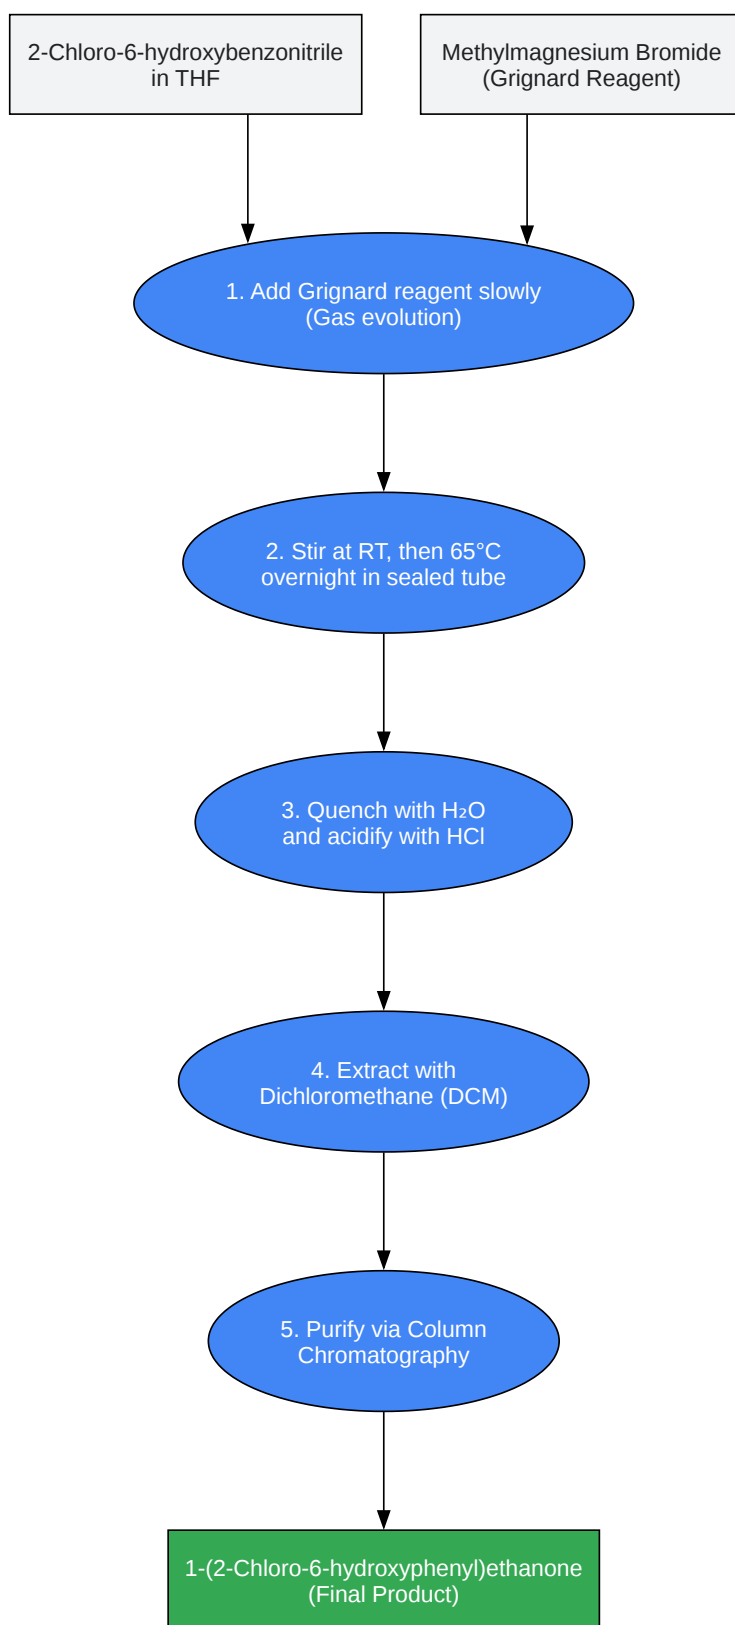 2-Chloro-6-hydroxybenzonitrile
in THF
Methylmagnesium Bromide
(Grignard Reagent)
1. Add Grignard reagent slowly
(Gas evolution)
2. Stir at RT, then 65°C
overnight in sealed tube
3. Quench with H₂O
and acidify with HCl
4. Extract with
Dichloromethane (DCM)
5. Purify via Column
Chromatography
1-(2-Chloro-6-hydroxyphenyl)ethanone
(Final Product)